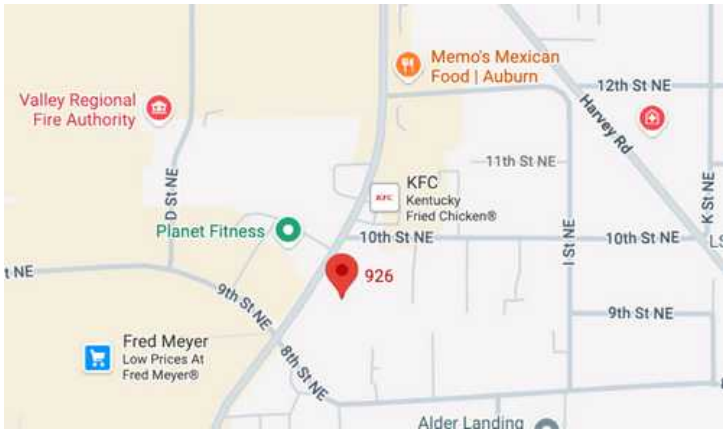 Memo's Mexican
Food | Auburn
12th St NE
Valley Regional
Fire Authority
Harvey Rd
11th St NE
K St NE
D St NE
KFC
KFC
Kentucky
Fried Chicken®
Planet Fitness
10th St NE
10th St NE
LS
I St NE
t NE
926
9th St NE
9th St NE
Fred Meyer
Low Prices At
Fred Meyer®
8th St NE
Alder Landing